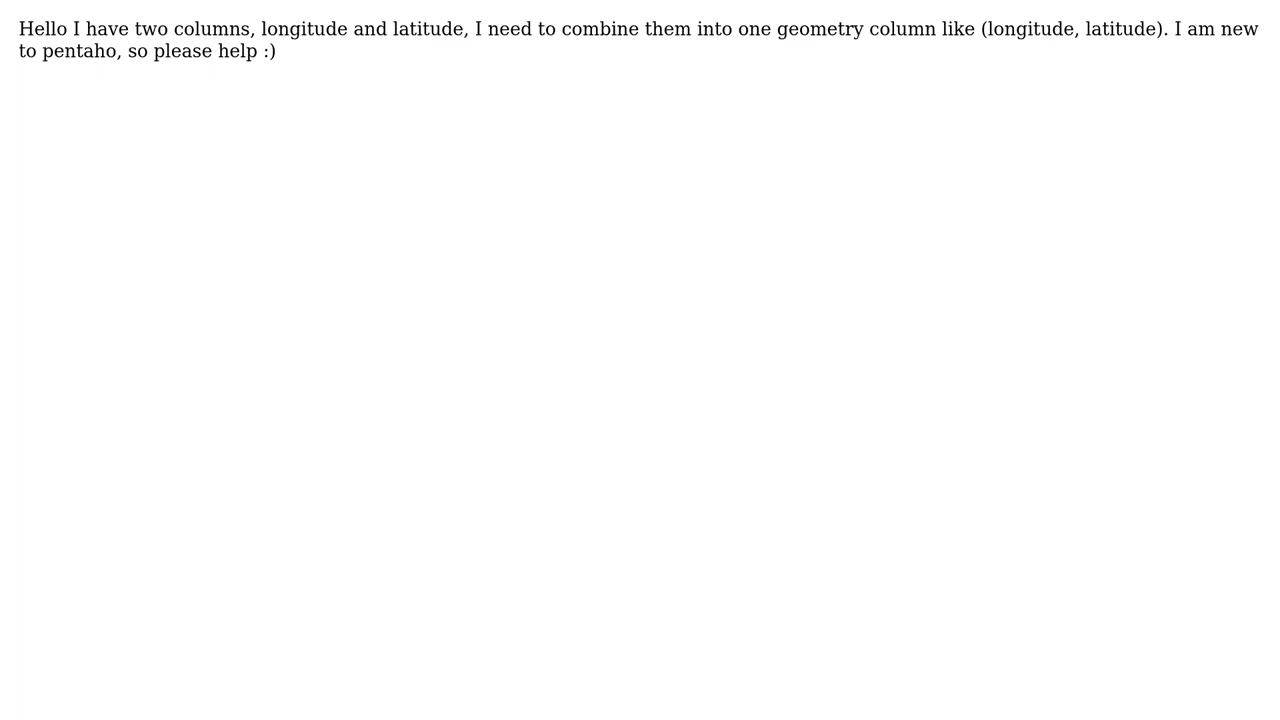 Hello I have two columns, longitude and latitude, I need to combine them into one geometry column like (longitude, latitude). I am new
to pentaho, so please help :)